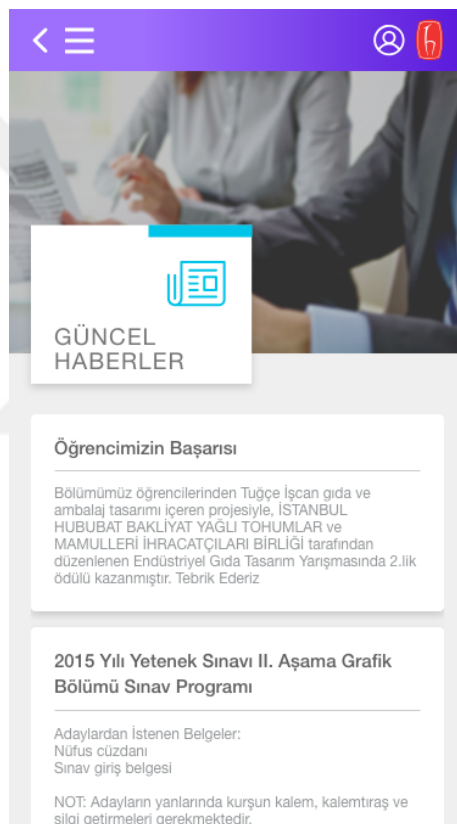 GÜNCEL
HABERLER
Öğrencimizin Başarısı
Bölümümüz öğrencilerinden Tuğçe İşcan gıda ve
ambalaj tasarımı içeren projesiyle, İSTANBUL
HUBUBAT BAKLİYAT YAĞLI TOHUMLAR ve
MAMULLERİ İHRACATÇILARI BİRLİĞİ tarafından
düzenlenen Endüstriyel Gıda Tasarım Yarışmasında 2.lik
ödülü kazanmıştır. Tebrik Ederiz
2015 Yılı Yetenek Sınavı II. Aşama Grafik
Bölümü Sınav Programı
Adaylardan İstenen Belgeler:
Nüfus cüzdanı
Sınav giriş belgesi
NOT: Adayların yanlarında kurşun kalem, kalemtıraş ve
silgi getirmeleri gerekmektedir.